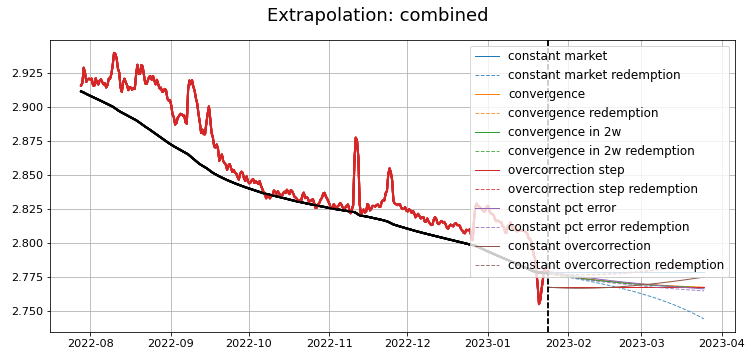 Extrapolation: combined
constant market
constant market redemption
convergence
convergence redemption
convergence in 2w
convergence in 2w redemption
overcorrection step
overcorrection step redemption
constant pct error
constant pct error redemption
constant overcorrection
constant overcorrection redemption
2.925
2.900
2.875
2.850
2.825
2.800
2.775
2.750
2022-08 2022-09 2022-10 2022-11 2022-12 2023-01 2023-02 2023-03 2023-04